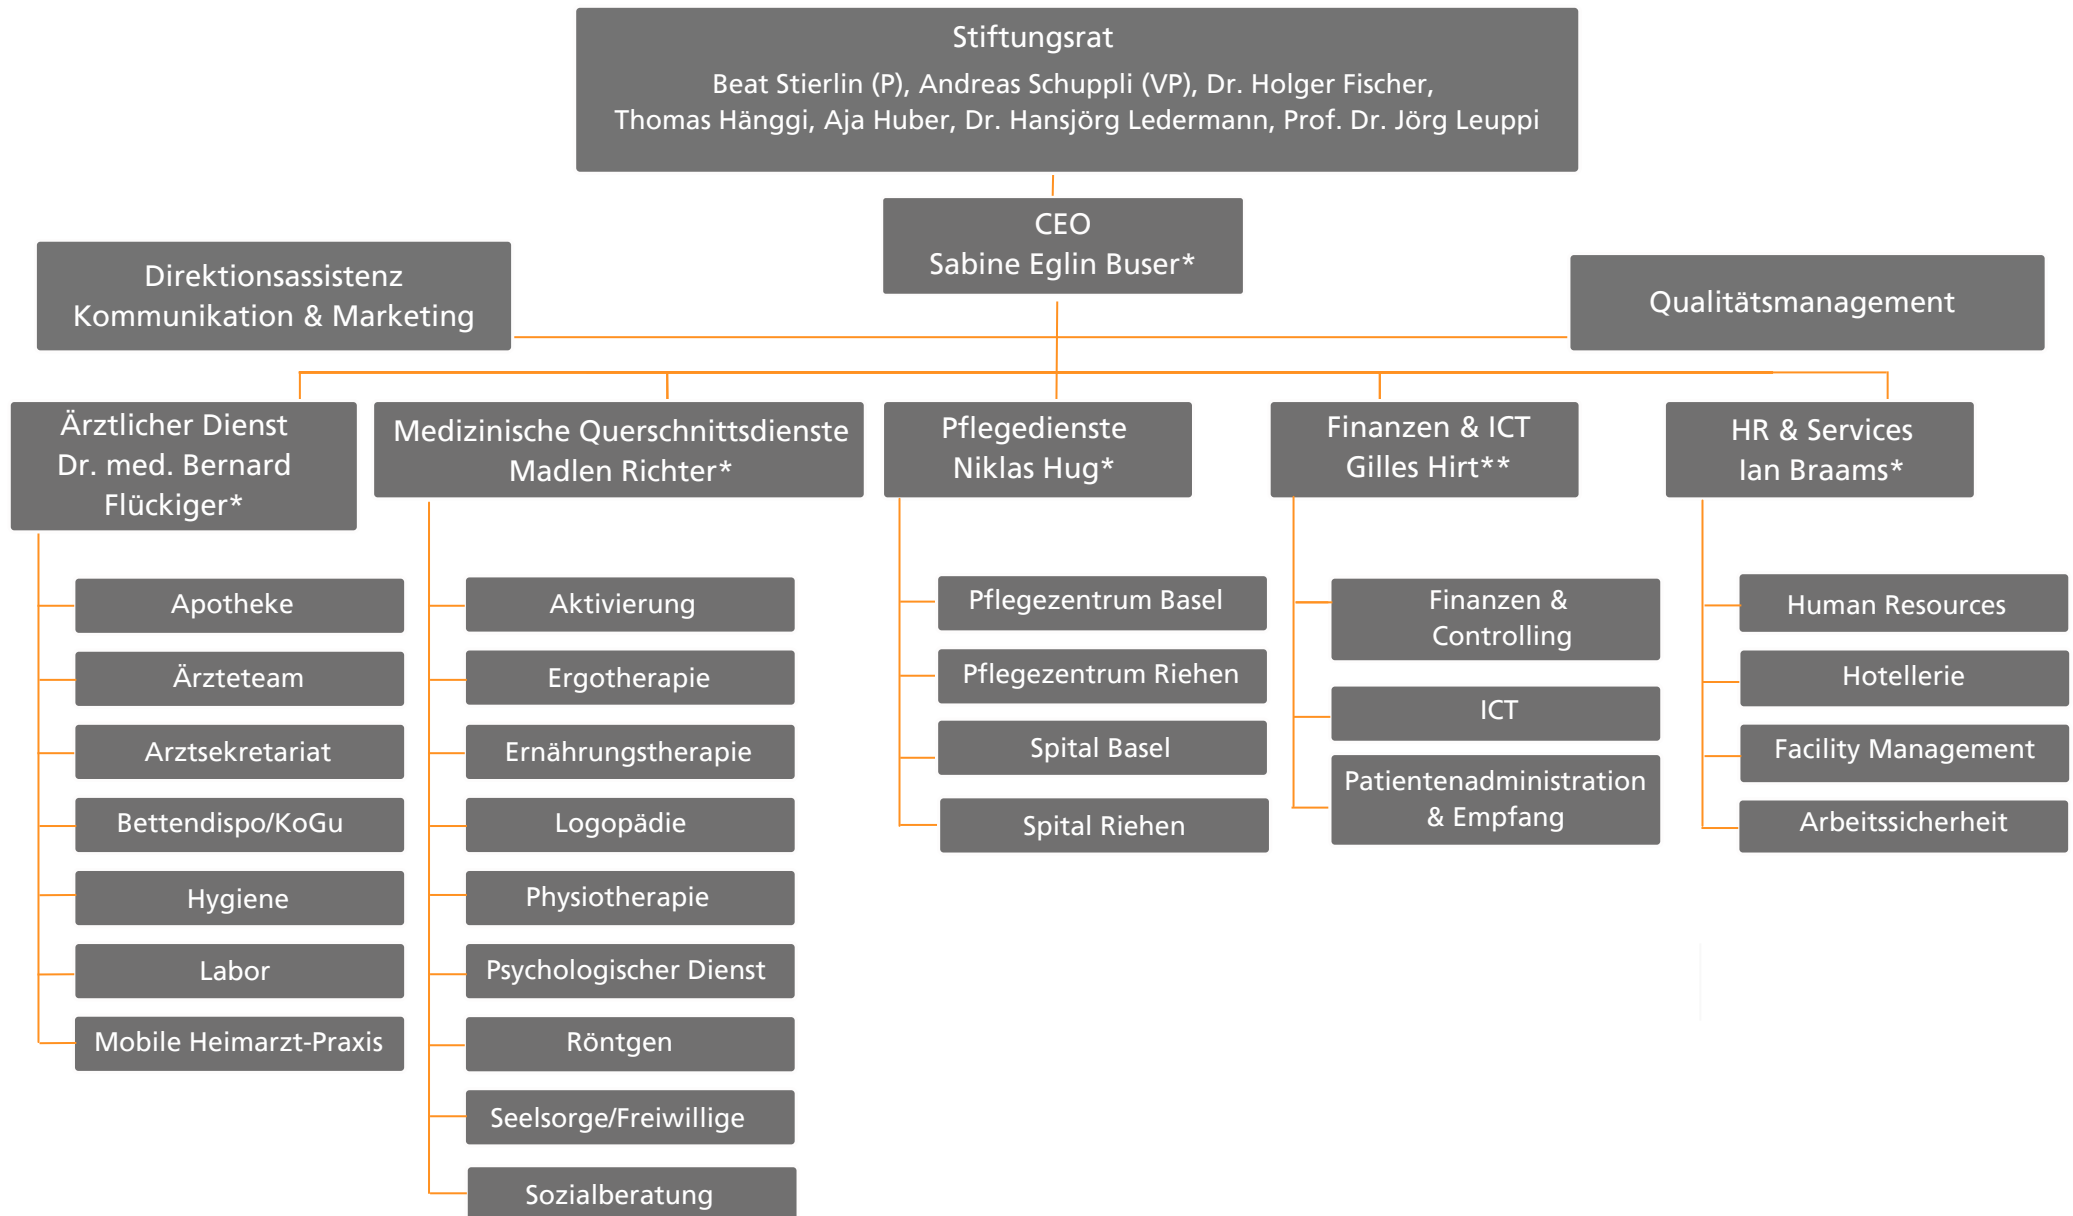 Stiftungsrat
Beat Stierlin (P), Andreas Schuppli (VP), Dr. Holger Fischer,
Thomas Hänggi, Aja Huber, Dr. Hansjörg Ledermann, Prof. Dr. Jörg Leuppi
CEO
Sabine Eglin Buser*
Direktionsassistenz
Kommunikation & Marketing
Qualitätsmanagement
Ärztlicher Dienst
Dr. med. Bernard
Flückiger*
Apotheke
Ärzteteam
Arztsekretariat
Bettendispo/KoGu
Hygiene
Labor
Mobile Heimarzt-Praxis
Medizinische Querschnittsdienste
Madlen Richter*
Aktivierung
Ergotherapie
Ernährungstherapie
Logopädie
Physiotherapie
Psychologischer Dienst
Röntgen
Seelsorge/Freiwillige
Sozialberatung
Pflegedienste
Niklas Hug*
Pflegezentrum Basel
Pflegezentrum Riehen
Spital Basel
Spital Riehen
Finanzen & ICT
Gilles Hirt**
Finanzen &
Controlling
ICT
Patientenadministration
& Empfang
HR & Services
Ian Braams*
Human Resources
Hotellerie
Facility Management
Arbeitssicherheit